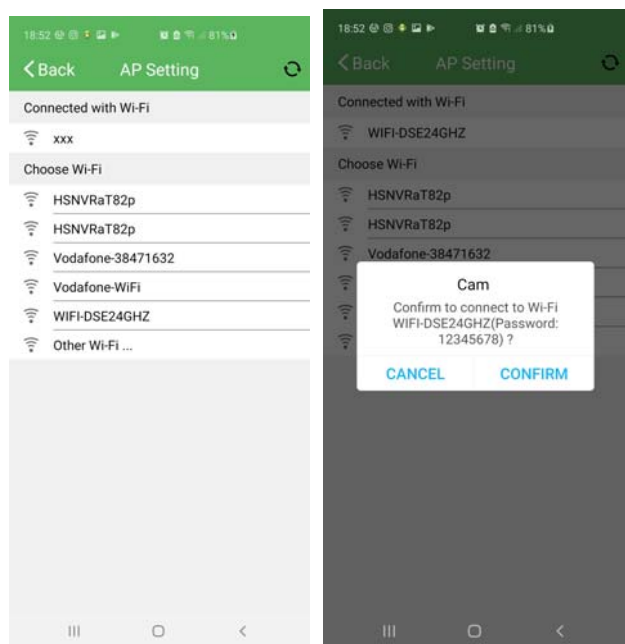 18:52 81%
Back AP Setting
Connected with Wi-Fi
xxx
Choose Wi-Fi
HSNVRaT82p
HSNVRaT82p
Vodafone-38471632
Vodafone-WiFi
WIFI-DSE24GHZ
Other Wi-Fi ...
18:52 81%
Back AP Setting
Connected with Wi-Fi
WIFI-DSE24GHZ
Choose Wi-Fi
HSNVRaT82p
HSNVRaT82p
Vodafone-38471632
Cam
Confirm to connect to Wi-Fi
WIFI-DSE24GHZ(Password:
12345678) ?
CANCEL CONFIRM